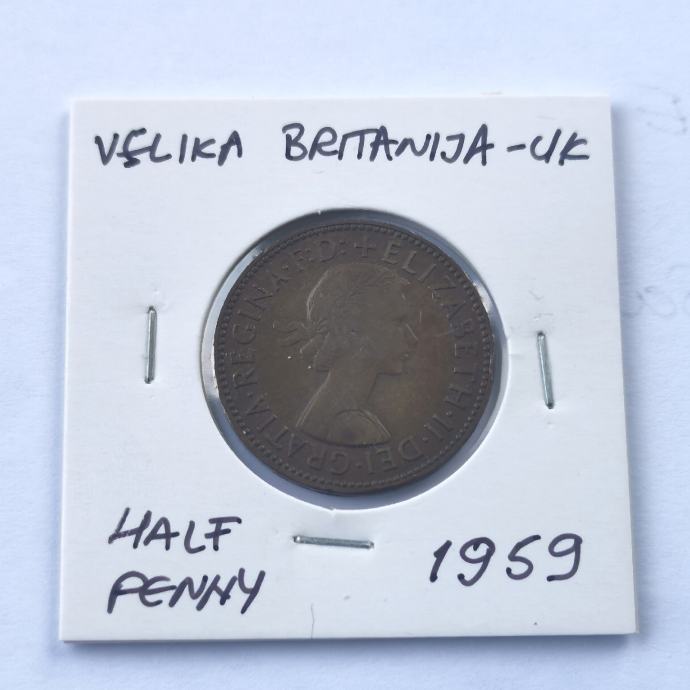 VELIKA BRITANIJA - UK
+ ELIZABETH · II · DEI · GRATIA · REGINA · F: D:
HALF
PENNY
1959